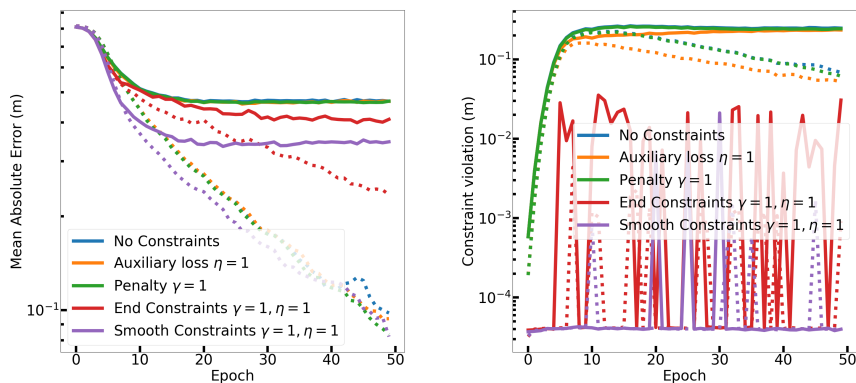 Mean Absolute Error (m)
10⁻¹
No Constraints
Auxiliary loss η = 1
Penalty γ = 1
End Constraints γ = 1, η = 1
Smooth Constraints γ = 1, η = 1
0 10 20 30 40 50
Epoch
Constraint violation (m)
10⁻¹
10⁻²
10⁻³
10⁻⁴
No Constraints
Auxiliary loss η = 1
Penalty γ = 1
End Constraints γ = 1, η = 1
Smooth Constraints γ = 1, η = 1
0 10 20 30 40 50
Epoch